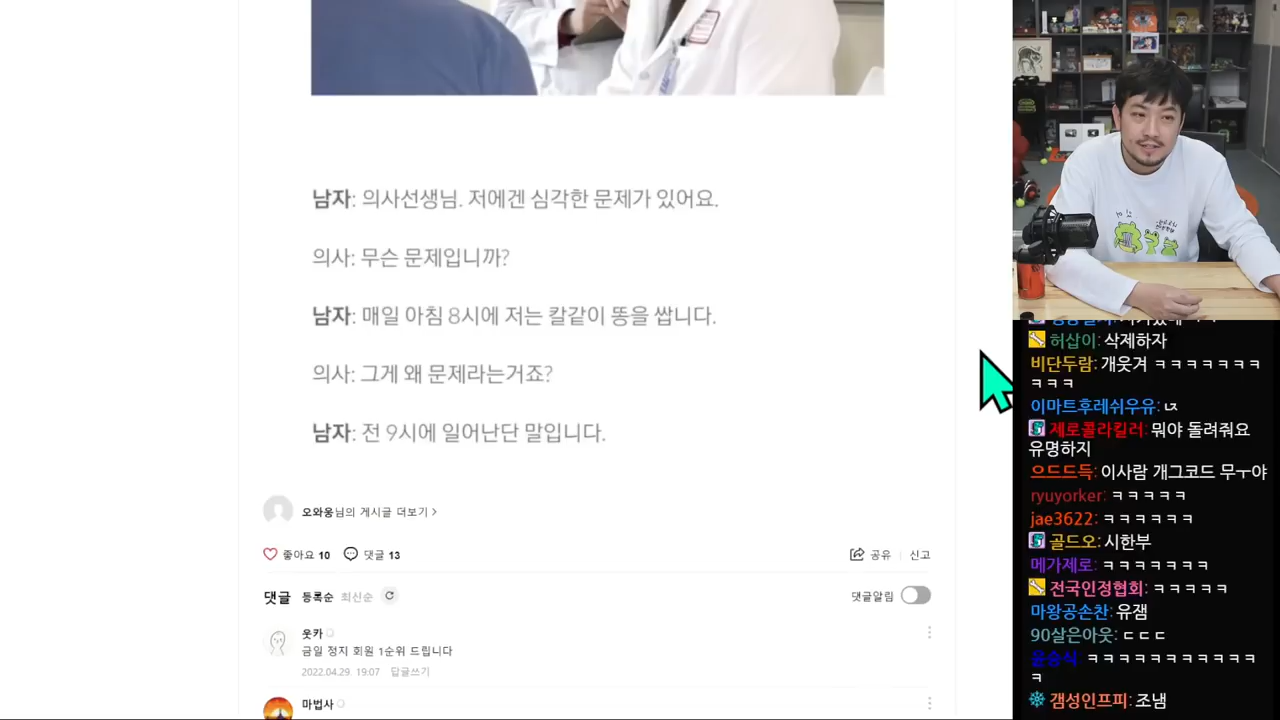 남자: 의사선생님. 저에겐 심각한 문제가 있어요.
의사: 무슨 문제입니까?
남자: 매일 아침 8시에 저는 칼같이 똥을 쌉니다.
의사: 그게 왜 문제라는거죠?
남자: 전 9시에 일어난단 말입니다.
오와웅님의 게시글 더보기 >
좋아요 10 댓글 13
공유 신고
댓글 등록순 최신순
댓글알림
웃카
금일 정지 회원 1순위 드립니다
2022.04.29. 19:07 답글쓰기
마법사
허삽이: 삭제하자
비단두람: 개웃겨 ㅋㅋㅋㅋㅋㅋㅋ
ㅋㅋㅋㅋ
이마트후레쉬우유: ㄵ
제로콜라킬러: 뭐야 돌려줘요
유명하지
으드드득: 이사람 개그코드 무ㅜ야
ryuyorker: ㅋㅋㅋㅋㅋ
jae3622: ㅋㅋㅋㅋㅋㅋ
골드오: 시한부
메가제로: ㅋㅋㅋㅋㅋㅋㅋ
전국인정협회: ㅋㅋㅋㅋㅋ
마왕공손찬: 유잼
90살은아웃: ㄷㄷㄷ
윤승식: ㅋㅋㅋㅋㅋㅋㅋㅋㅋㅋㅋ
ㅋ
갬성인프피: 조냄